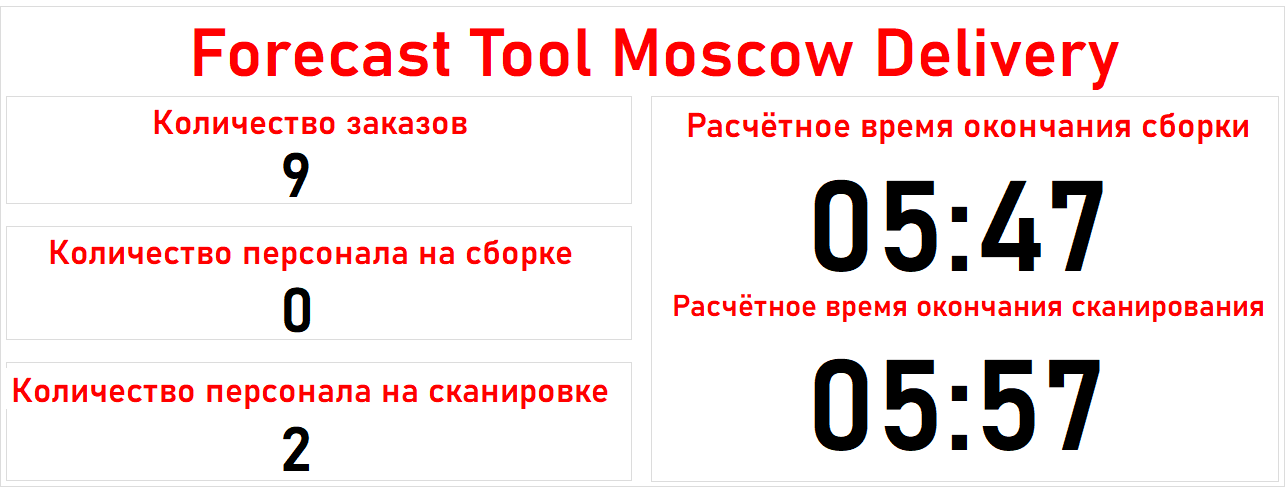 Forecast Tool Moscow Delivery
Количество заказов
9
Количество персонала на сборке
0
Количество персонала на сканировке
2
Расчётное время окончания сборки
05:47
Расчётное время окончания сканирования
05:57